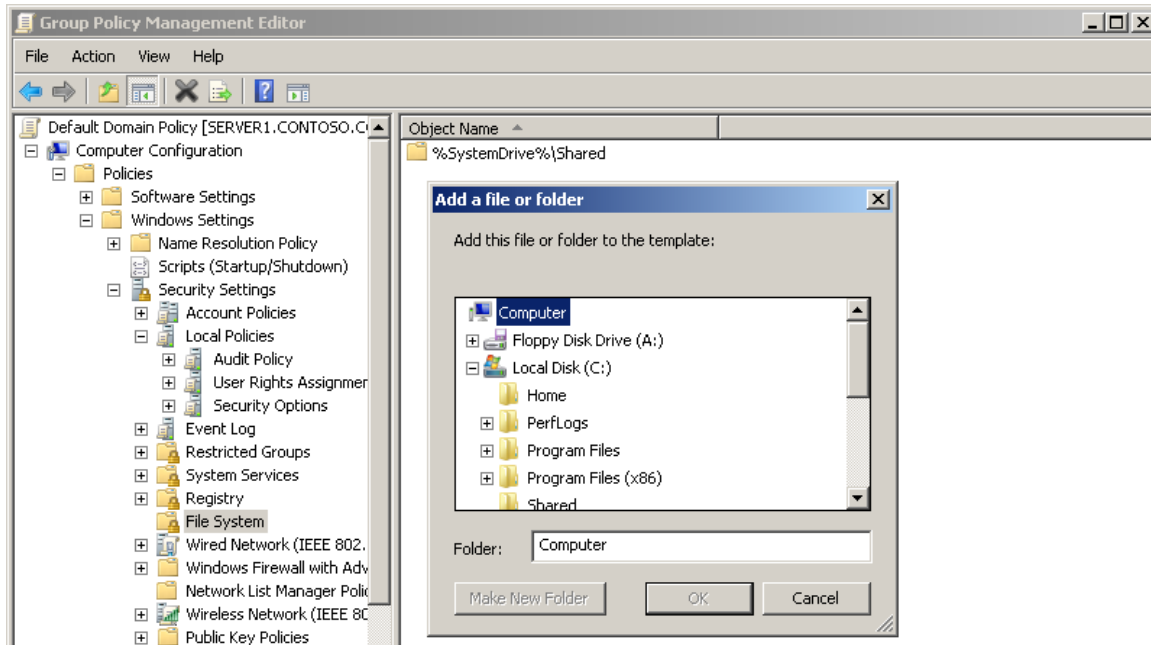 Group Policy Management Editor
File Action View Help
Default Domain Policy [SERVER1.CONTOSO.C
Computer Configuration
Policies
Software Settings
Windows Settings
Name Resolution Policy
Scripts (Startup/Shutdown)
Security Settings
Account Policies
Local Policies
Audit Policy
User Rights Assignmer
Security Options
Event Log
Restricted Groups
System Services
Registry
File System
Wired Network (IEEE 802.
Windows Firewall with Adv
Network List Manager Polic
Wireless Network (IEEE 80
Public Key Policies
Object Name
%SystemDrive%\Shared
Add a file or folder
Add this file or folder to the template:
Computer
Floppy Disk Drive (A:)
Local Disk (C:)
Home
PerfLogs
Program Files
Program Files (x86)
Shared
Folder: Computer
Make New Folder OK Cancel